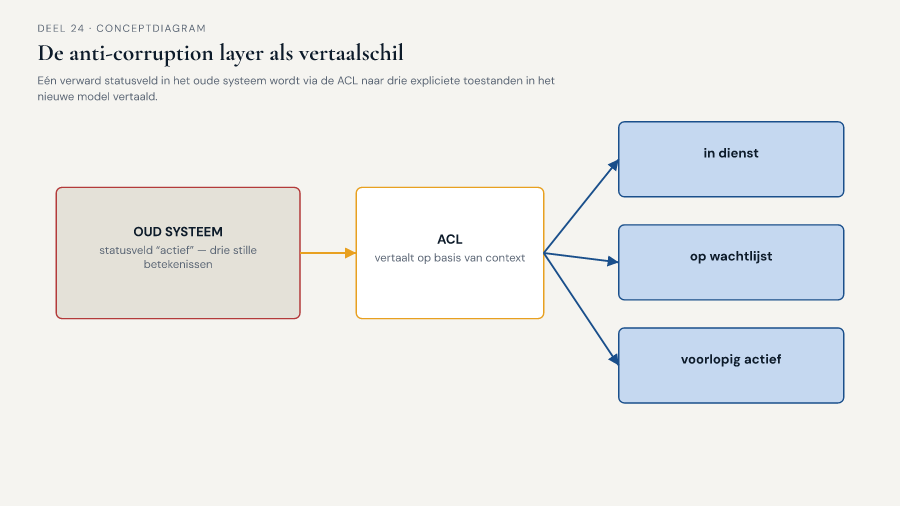 DEEL 24 · CONCEPTDIAGRAM
De anti-corruption layer als vertaalschil
Eén verward statusveld in het oude systeem wordt via de ACL naar drie expliciete toestanden in het
nieuwe model vertaald.
OUD SYSTEEM
statusveld “actief” — drie stille
betekenissen
ACL
vertaalt op basis van context
in dienst
op wachtlijst
voorlopig actief